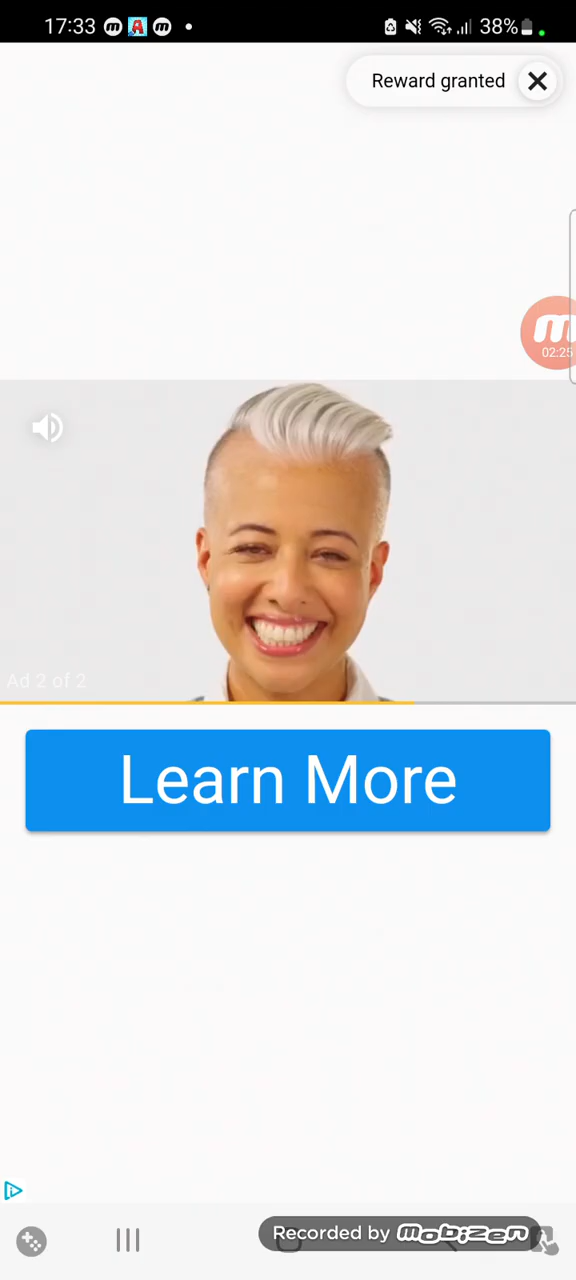 17:33 m A m 38%
Reward granted
m
02:25
Ad 2 of 2
Learn More
Recorded by mobizen